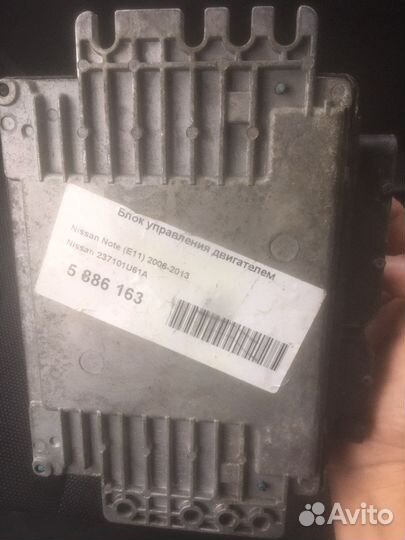 Блок управления двигателем
Nissan Note (E11) 2006-2013
Nissan 237101U61A
5 886 163
Avito